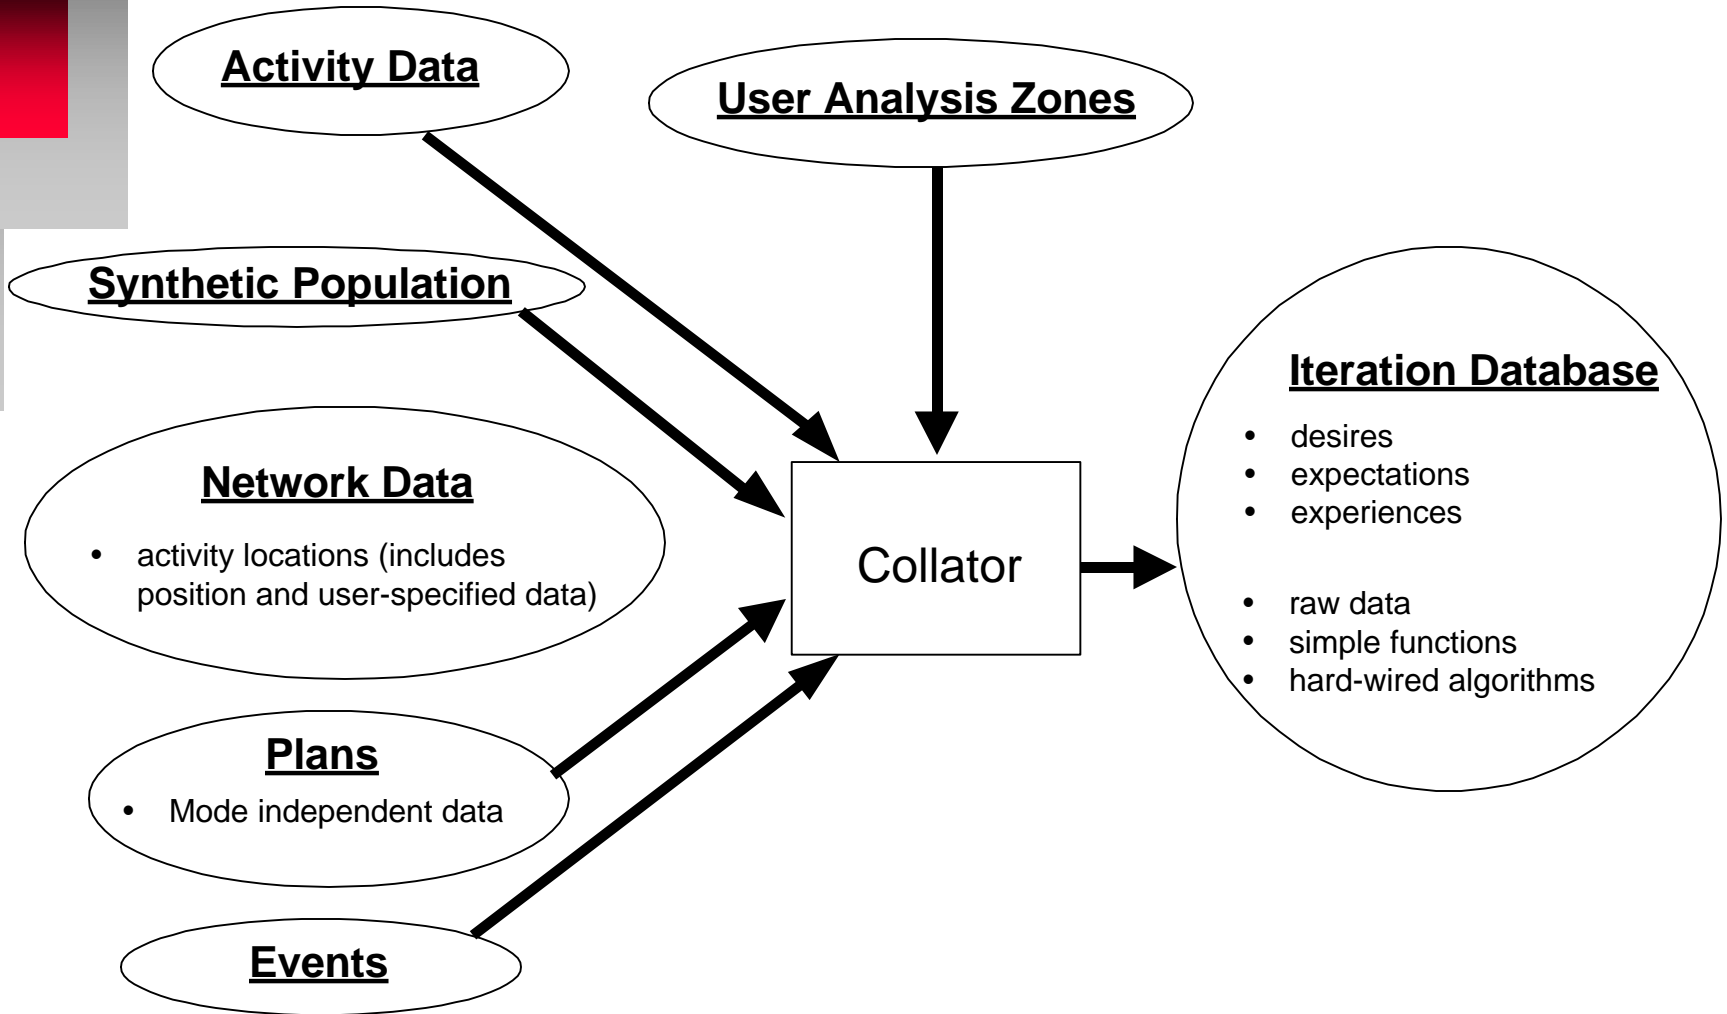 Activity Data
User Analysis Zones
Synthetic Population
Network Data
• activity locations (includes
position and user-specified data)
Plans
• Mode independent data
Events
Collator
Iteration Database
• desires
• expectations
• experiences
• raw data
• simple functions
• hard-wired algorithms